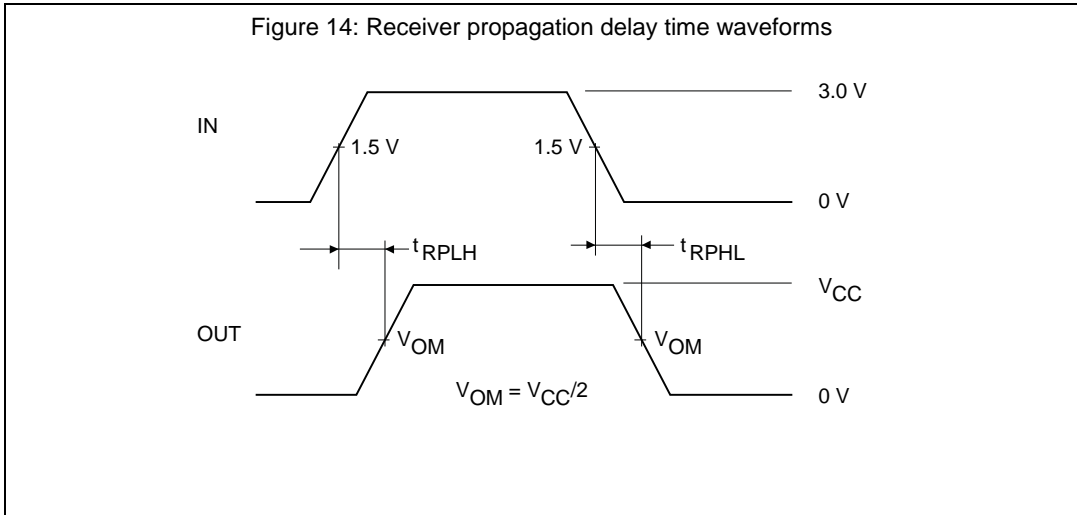 Figure 14: Receiver propagation delay time waveforms
3.0 V
IN
1.5 V
1.5 V
0 V
tRPLH
tRPHL
VCC
OUT
VOM
VOM
VOM = VCC/2
0 V